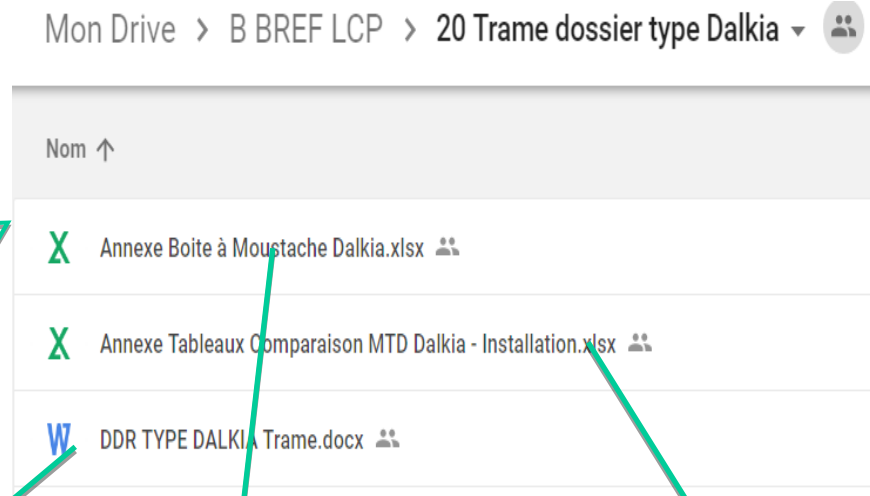 Mon Drive > B BREF LCP > 20 Trame dossier type Dalkia
Nom ↑
Annexe Boite à Moustache Dalkia.xlsx
Annexe Tableaux Comparaison MTD Dalkia - Installation.xlsx
DDR TYPE DALKIA Trame.docx